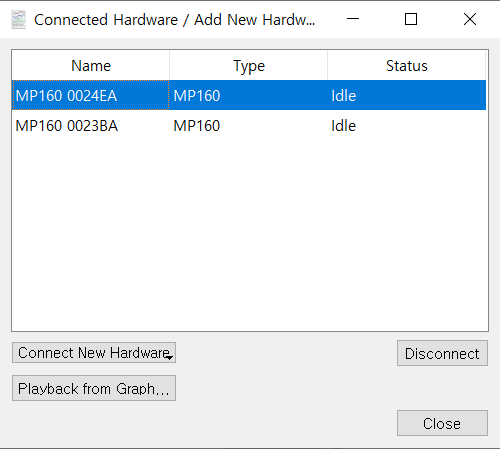 Connected Hardware / Add New Hardw...
Name Type Status
MP160 0024EA MP160 Idle
MP160 0023BA MP160 Idle
Connect New Hardware Disconnect
Playback from Graph...
Close